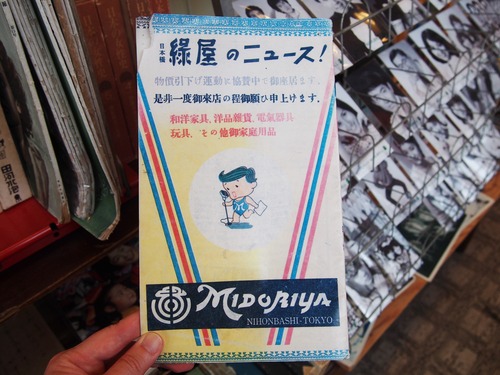 日本橋 綠屋のニュース!
物價引下げ運動に協賛中で御座居ます。
是非一度御來店の程御願ひ申上げます。
和洋家具, 洋品雜貨, 電氣器具
玩具, その他御家庭用品
MIDORIYA
NIHONBASHI-TOKYO